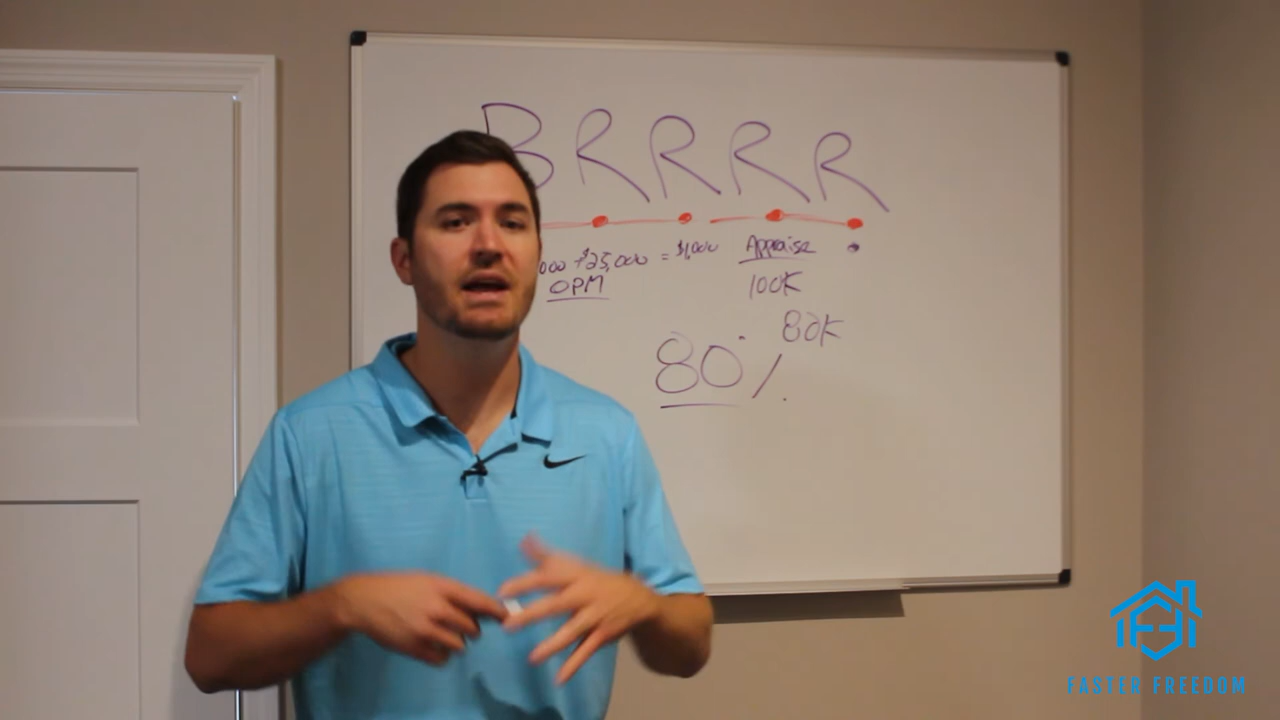 BRRRR
000 +$25,000 = $1,000 Appraise
OPM
100K
80K
80%
FASTER FREEDOM